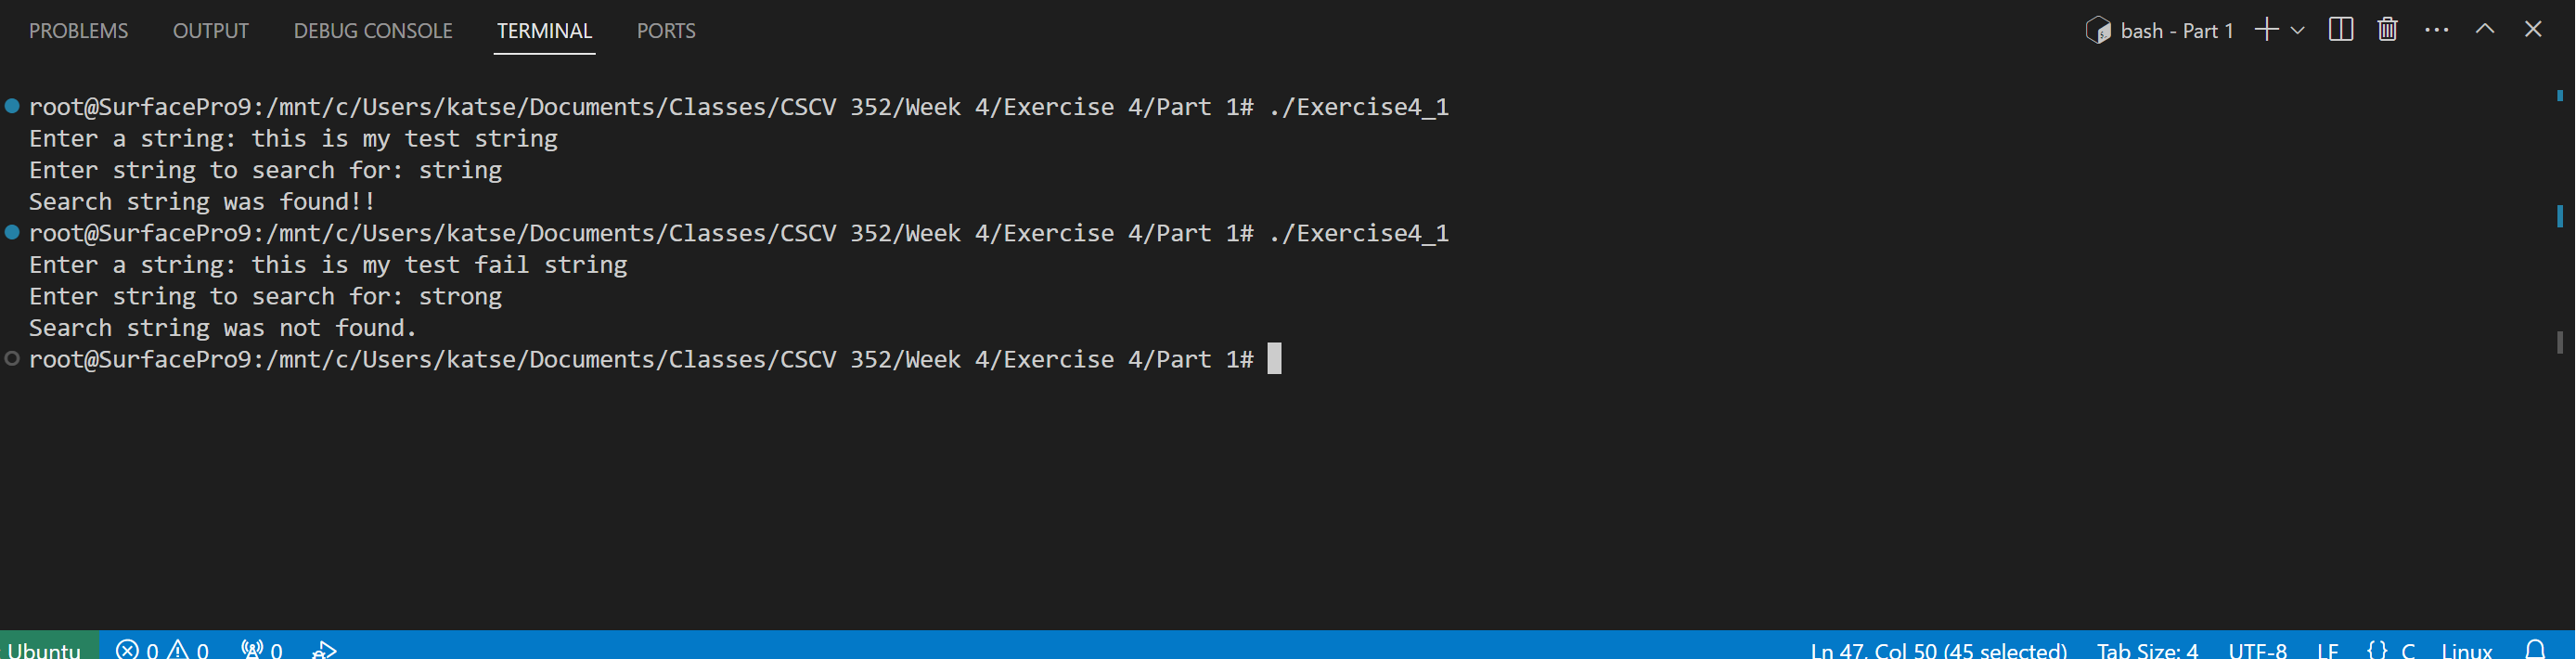 PROBLEMS OUTPUT DEBUG CONSOLE TERMINAL PORTS bash - Part 1
root@SurfacePro9:/mnt/c/Users/katse/Documents/Classes/CSCV 352/Week 4/Exercise 4/Part 1# ./Exercise4_1
Enter a string: this is my test string
Enter string to search for: string
Search string was found!!
root@SurfacePro9:/mnt/c/Users/katse/Documents/Classes/CSCV 352/Week 4/Exercise 4/Part 1# ./Exercise4_1
Enter a string: this is my test fail string
Enter string to search for: strong
Search string was not found.
root@SurfacePro9:/mnt/c/Users/katse/Documents/Classes/CSCV 352/Week 4/Exercise 4/Part 1#
Ubuntu 0 0 0 Ln 47, Col 50 (45 selected) Tab Size: 4 UTF-8 LF {} C Linux